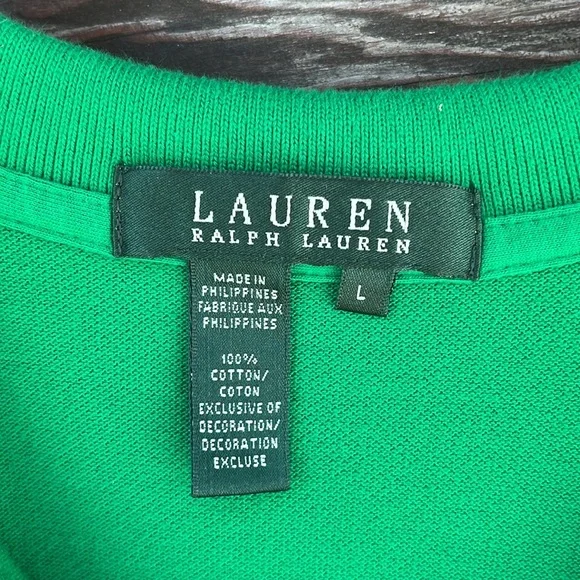 LAUREN
RALPH LAUREN
L
MADE IN
PHILIPPINES
FABRIQUE AUX
PHILIPPINES
100%
COTTON/
COTON
EXCLUSIVE OF
DECORATION/
DECORATION
EXCLUSE